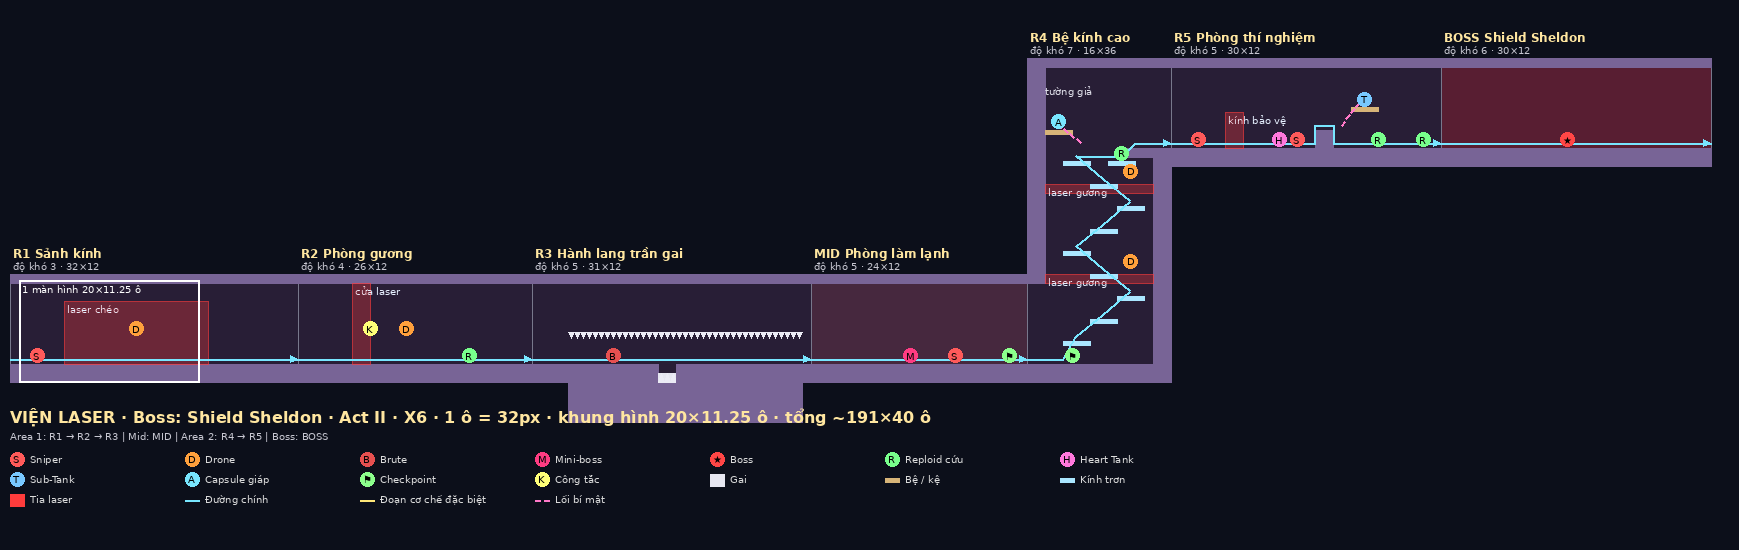 R4 Bệ kính cao
độ khó 7 · 16×36
R5 Phòng thí nghiệm
độ khó 5 · 30×12
BOSS Shield Sheldon
độ khó 6 · 30×12
tường giả
A
T
kính bảo vệ
S
H
S
R
R
★
R
D
laser gương
D
laser gương
R1 Sảnh kính
độ khó 3 · 32×12
R2 Phòng gương
độ khó 4 · 26×12
R3 Hành lang trần gai
độ khó 5 · 31×12
MID Phòng làm lạnh
độ khó 5 · 24×12
1 màn hình 20×11.25 ô
cửa laser
laser chéo
D
K
D
S
R
B
M
S
VIỆN LASER · Boss: Shield Sheldon · Act II · X6 · 1 ô = 32px · khung hình 20×11.25 ô · tổng ~191×40 ô
Area 1: R1 → R2 → R3 | Mid: MID | Area 2: R4 → R5 | Boss: BOSS
S Sniper
D Drone
B Brute
M Mini-boss
★ Boss
R Reploid cứu
H Heart Tank
T Sub-Tank
A Capsule giáp
Checkpoint
K Công tắc
Gai
Bệ / kệ
Kính trơn
Tia laser
Đường chính
Đoạn cơ chế đặc biệt
Lối bí mật